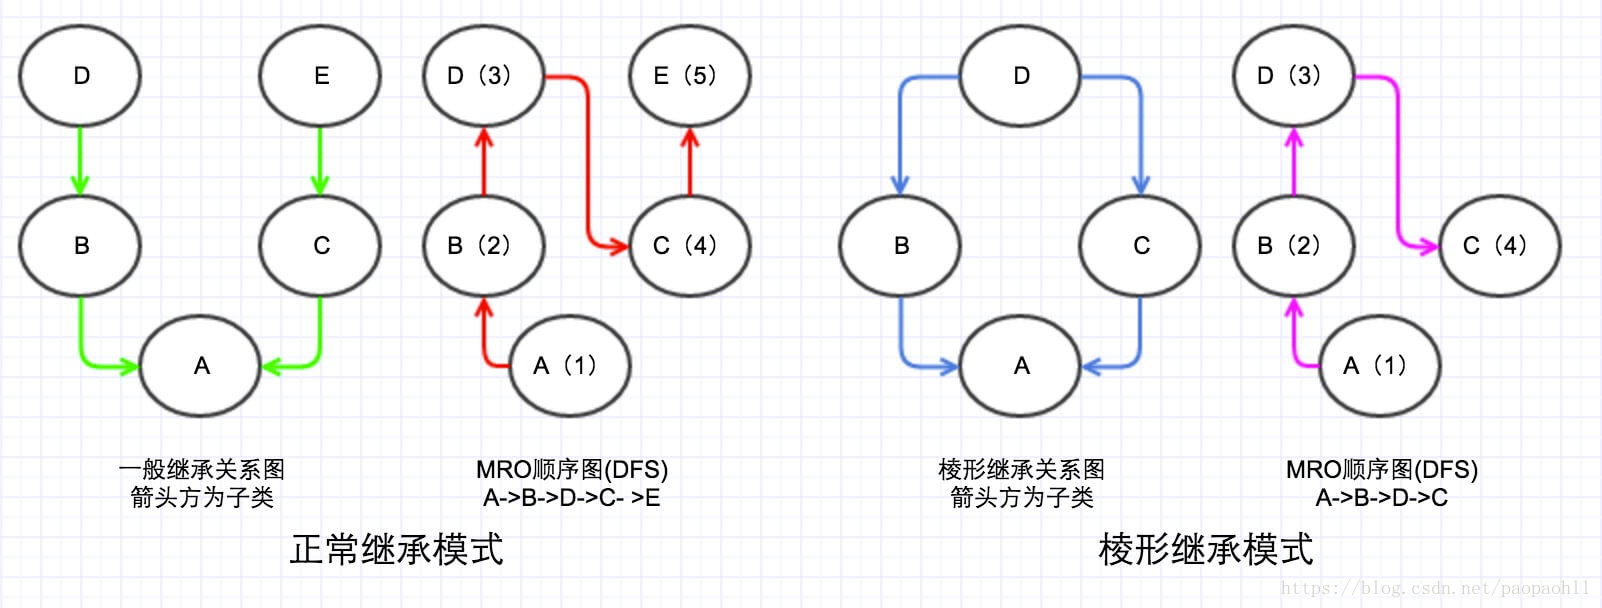 D
E
D（3）
E（5）
D
D（3）
B
C
B（2）
C（4）
B
C
B（2）
C（4）
A
A（1）
A
A（1）
一般继承关系图
箭头方为子类
MRO顺序图(DFS)
A->B->D->C- >E
棱形继承关系图
箭头方为子类
MRO顺序图(DFS)
A->B->D->C
正常继承模式
棱形继承模式
https://blog.csdn.net/paopaohll